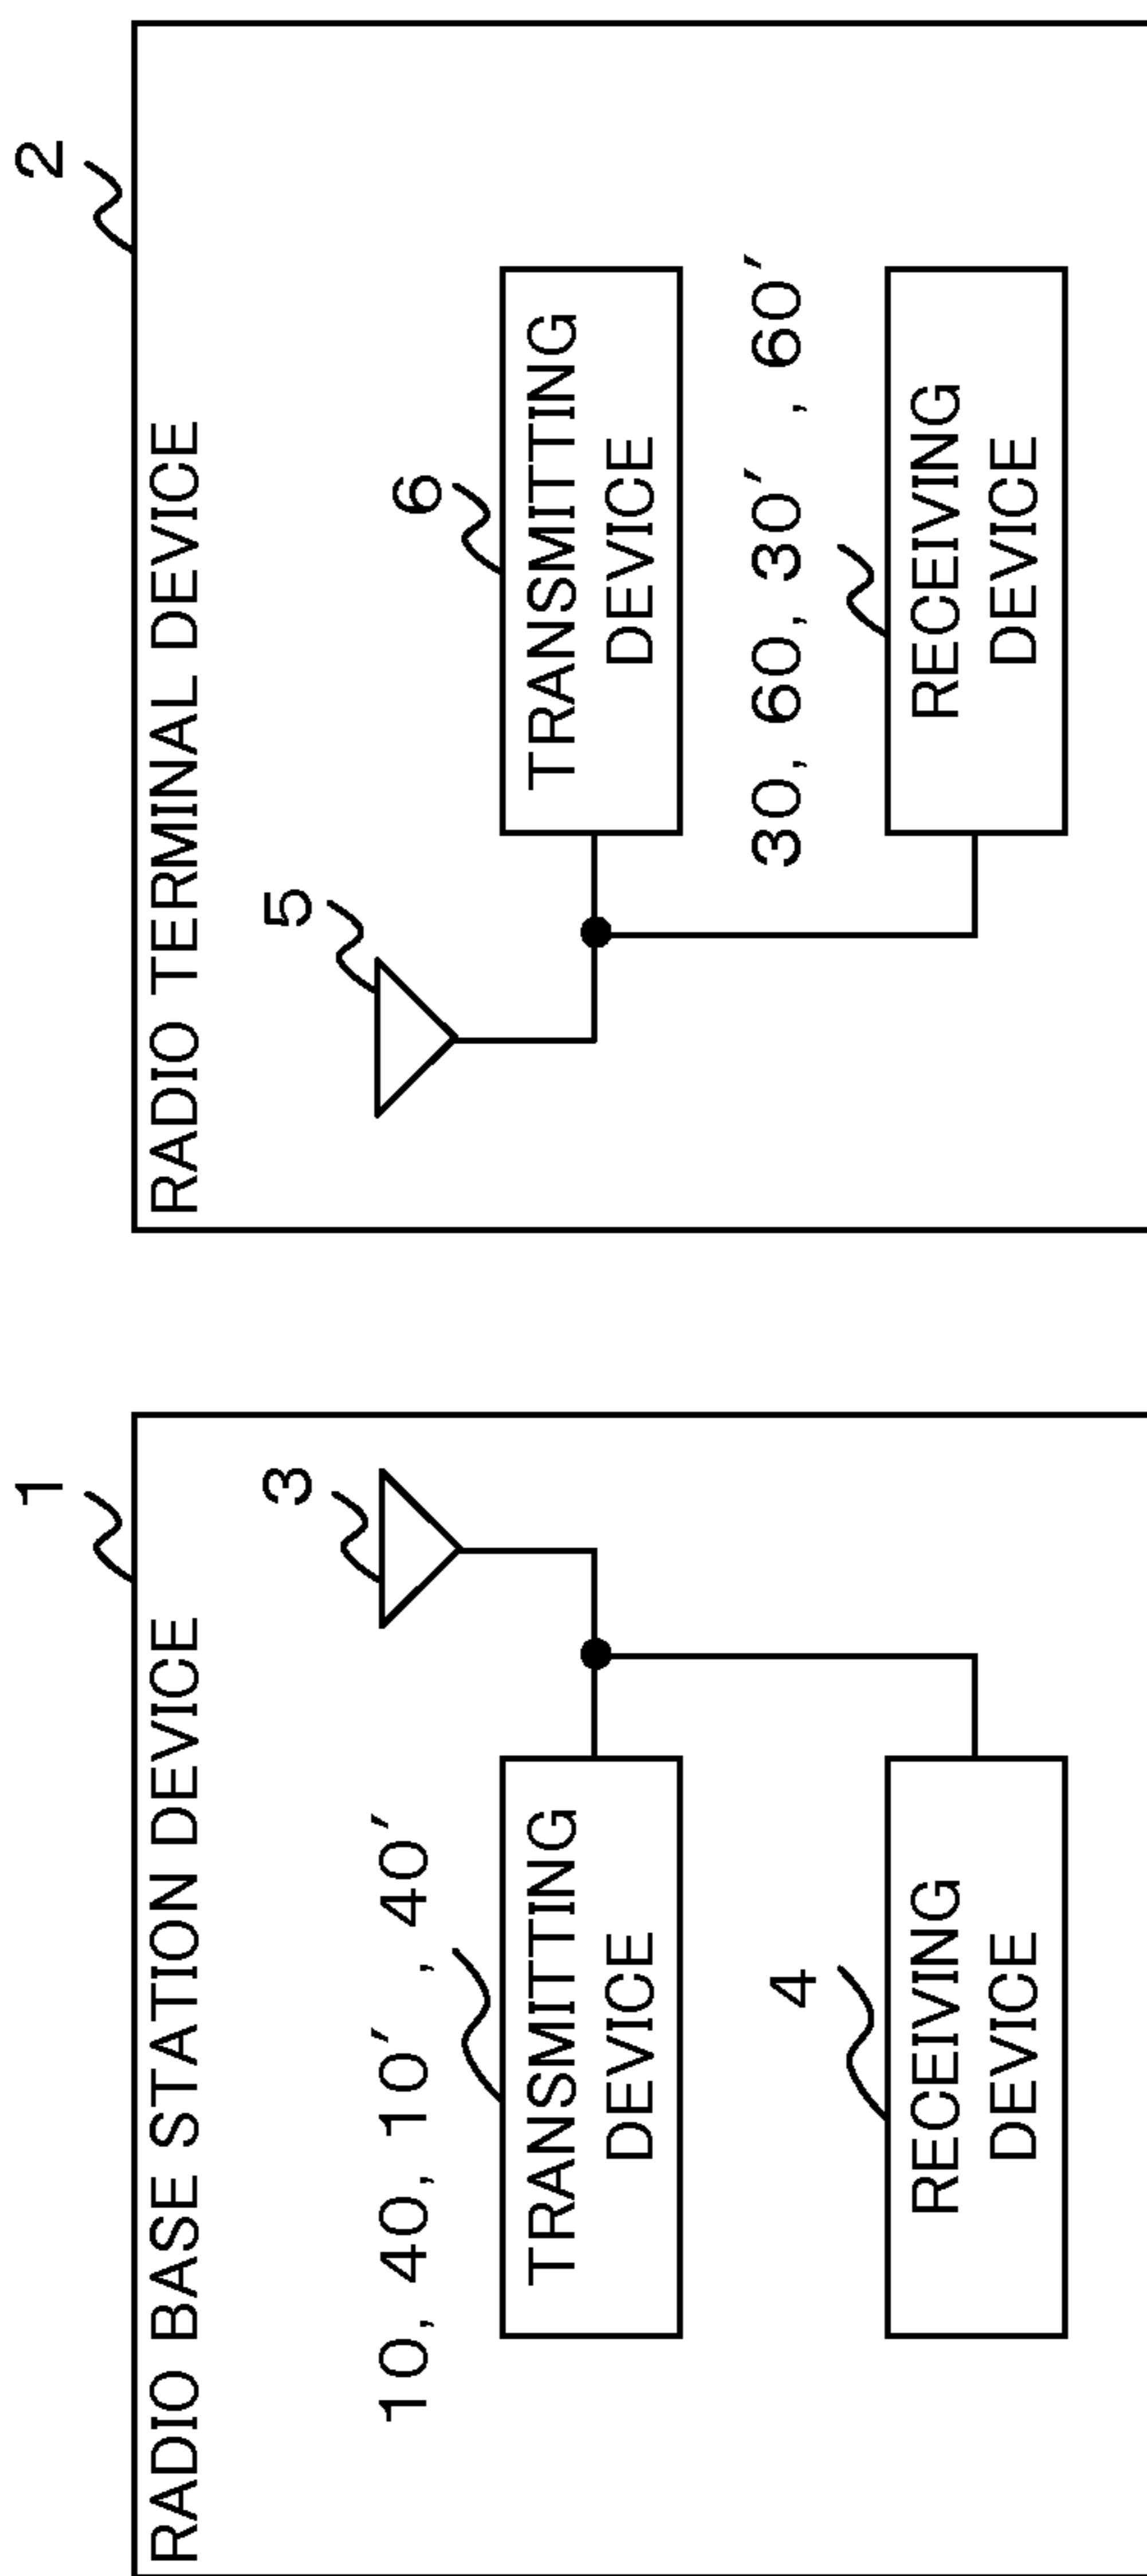 1
RADIO BASE STATION DEVICE
3
10, 40, 10′ , 40′
TRANSMITTING
DEVICE
4
RECEIVING
DEVICE
2
RADIO TERMINAL DEVICE
5
6
TRANSMITTING
DEVICE
30, 60, 30′ , 60′
RECEIVING
DEVICE